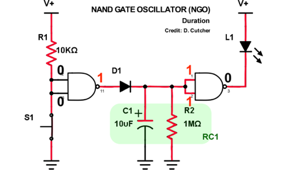 NAND GATE OSCILLATOR (NGO)
Duration
Credit: D. Cutcher
V+
V+
R1
10KΩ
L1
0
0
1
D1
1
1
0
C1
+
10uF
R2
1MΩ
RC1
S1